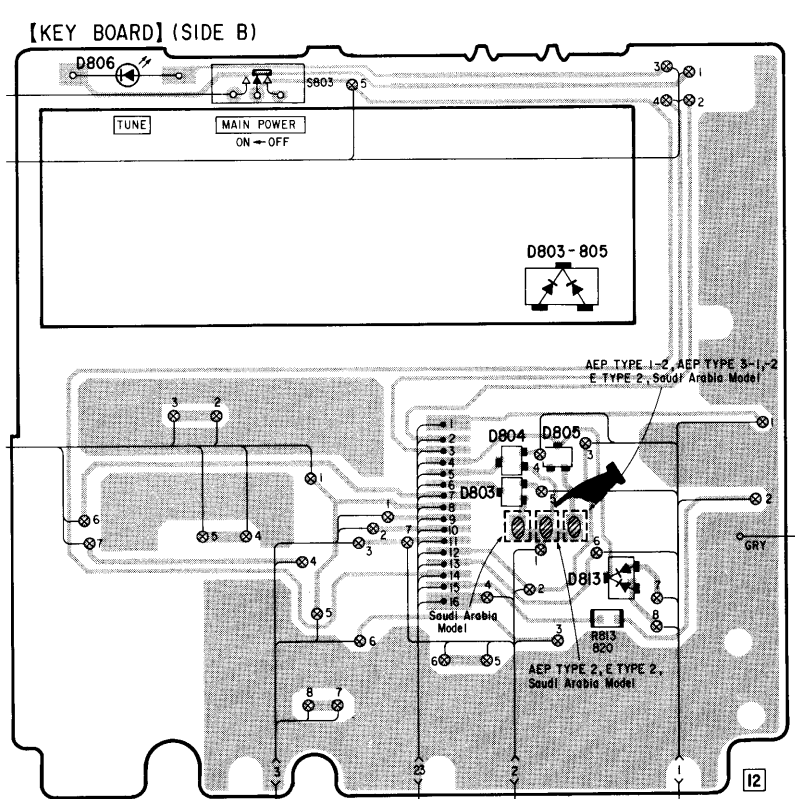 【KEY BOARD】(SIDE B)
D806
S803
5
3
1
4
2
TUNE
MAIN POWER
ON ← OFF
D803-805
AEP TYPE 1-2, AEP TYPE 3-1,-2
E TYPE 2, Saudi Arabia Model
3 2
1
2
3
4
5
6
7
8
9
10
11
12
13
14
15
16
D804 D805
4
3
1
D803
2
1
6
7
5 4
1
2
3
7
4
1
6
GRY
D813
2
4
7
8
5
6
Saudi Arabia
Model
3
R813
820
6 5
AEP TYPE 2, E TYPE 2,
Saudi Arabia Model
8 7
3
23
2
1
12